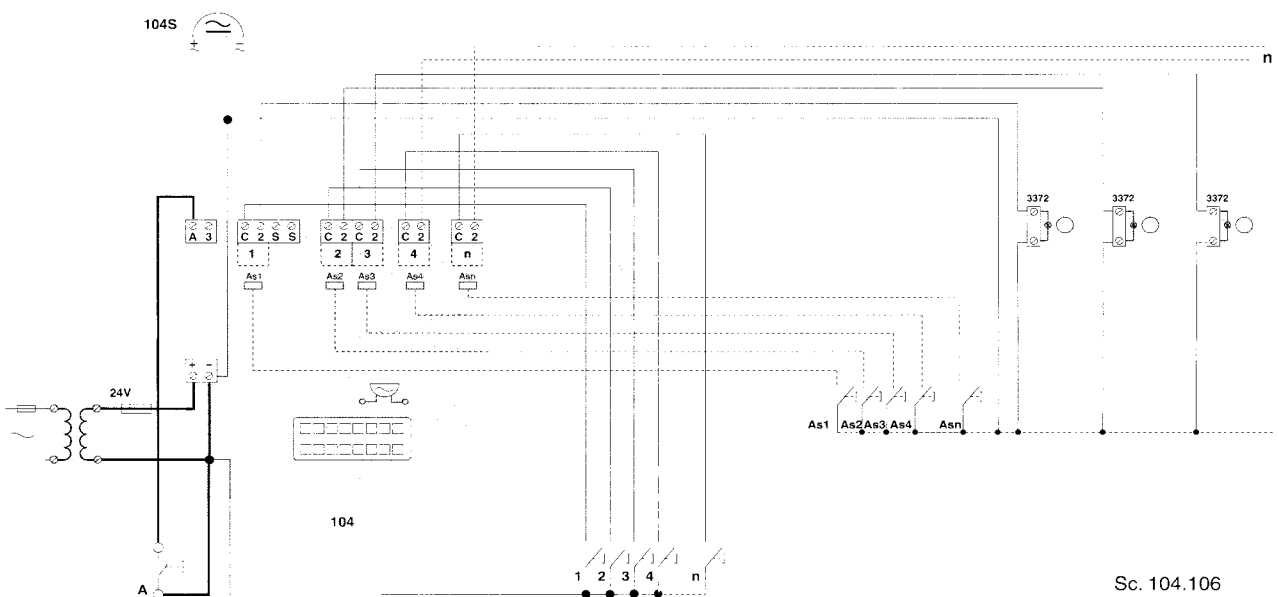 104S
n
3372 3372 3372
A 3 C 2 S S C 2 C 2 C 2 C 2
1 2 3 4 n
As1 As2 As3 As4 Asn
+ -
24V
As1 As2 As3 As4 Asn
104
1 2 3 4 n
A
Sc. 104.106